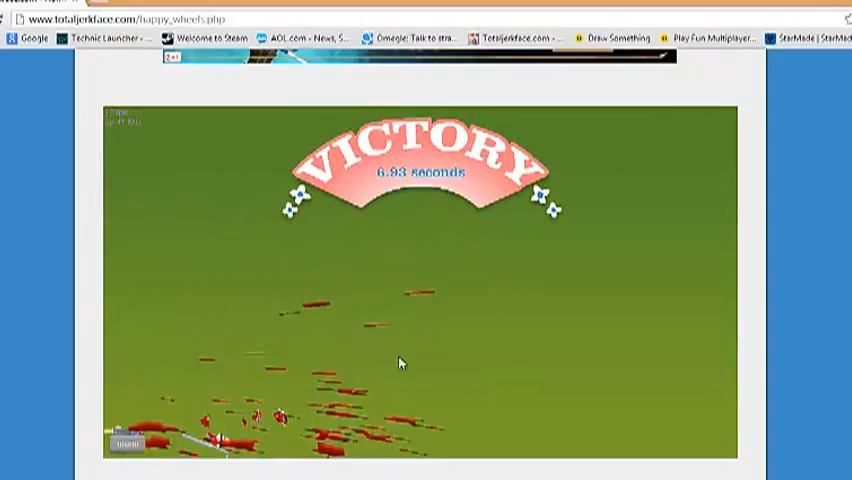 www.totaljerkface.com/happy_wheels.php
Google Technic Launcher -... Welcome to Steam AOL.com - News, S... Omegle: Talk to stra... Totaljerkface.com -... Draw Something Play Fun Multiplayer... StarMade | StarMad
VICTORY
6.93 seconds
menu